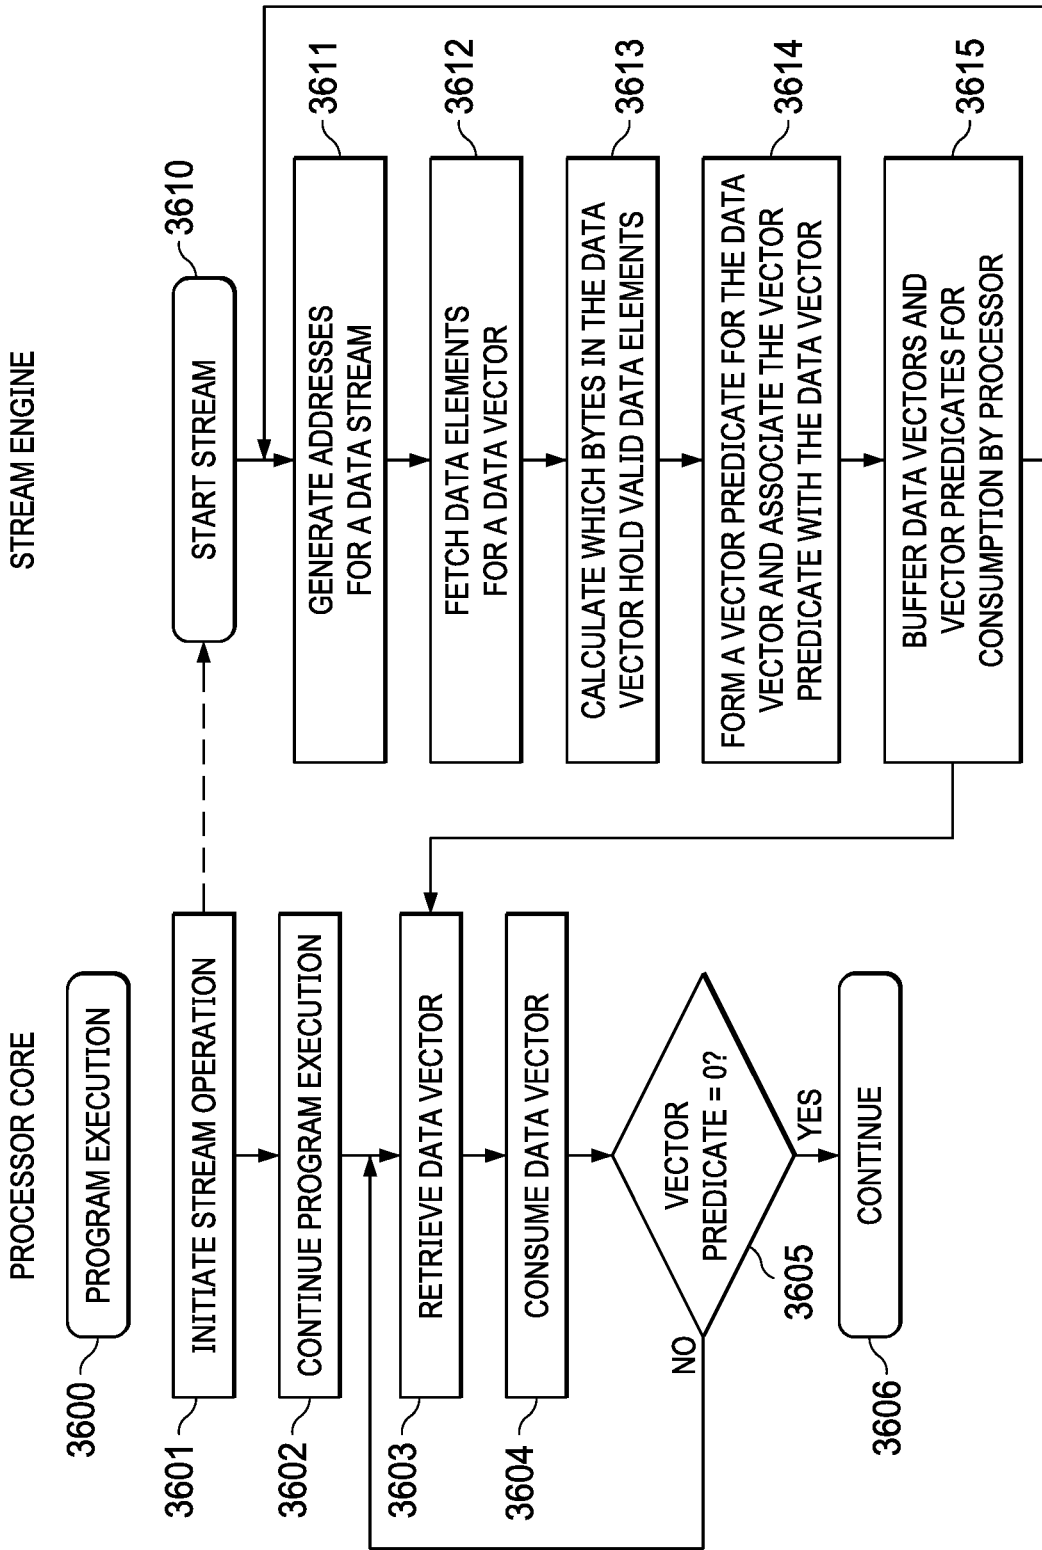 PROCESSOR CORE
3600
PROGRAM EXECUTION
3601
INITIATE STREAM OPERATION
3602
CONTINUE PROGRAM EXECUTION
3603
RETRIEVE DATA VECTOR
3604
CONSUME DATA VECTOR
VECTOR
PREDICATE = 0?
3605
NO
YES
3606
CONTINUE
STREAM ENGINE
START STREAM
3610
GENERATE ADDRESSES
FOR A DATA STREAM
3611
FETCH DATA ELEMENTS
FOR A DATA VECTOR
3612
CALCULATE WHICH BYTES IN THE DATA
VECTOR HOLD VALID DATA ELEMENTS
3613
FORM A VECTOR PREDICATE FOR THE DATA
VECTOR AND ASSOCIATE THE VECTOR
PREDICATE WITH THE DATA VECTOR
3614
BUFFER DATA VECTORS AND
VECTOR PREDICATES FOR
CONSUMPTION BY PROCESSOR
3615